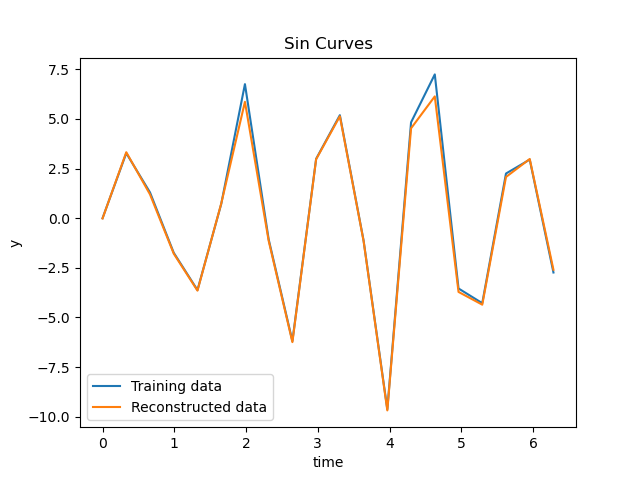 Sin Curves
7.5
5.0
2.5
0.0
−2.5
−5.0
−7.5
−10.0
y
Training data
Reconstructed data
0 1 2 3 4 5 6
time